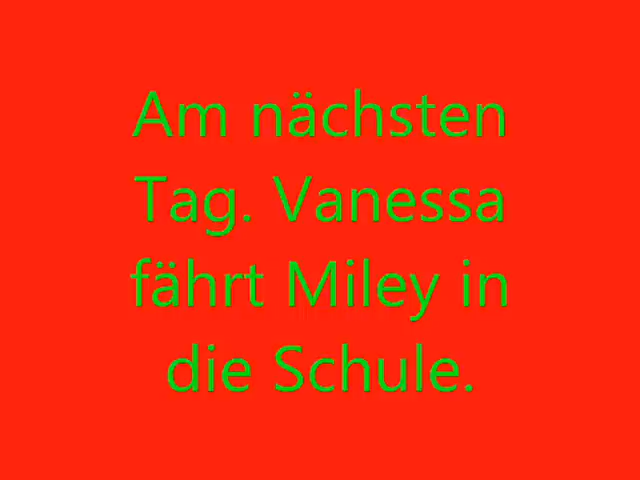 Am nächsten
Tag. Vanessa
fährt Miley in
die Schule.